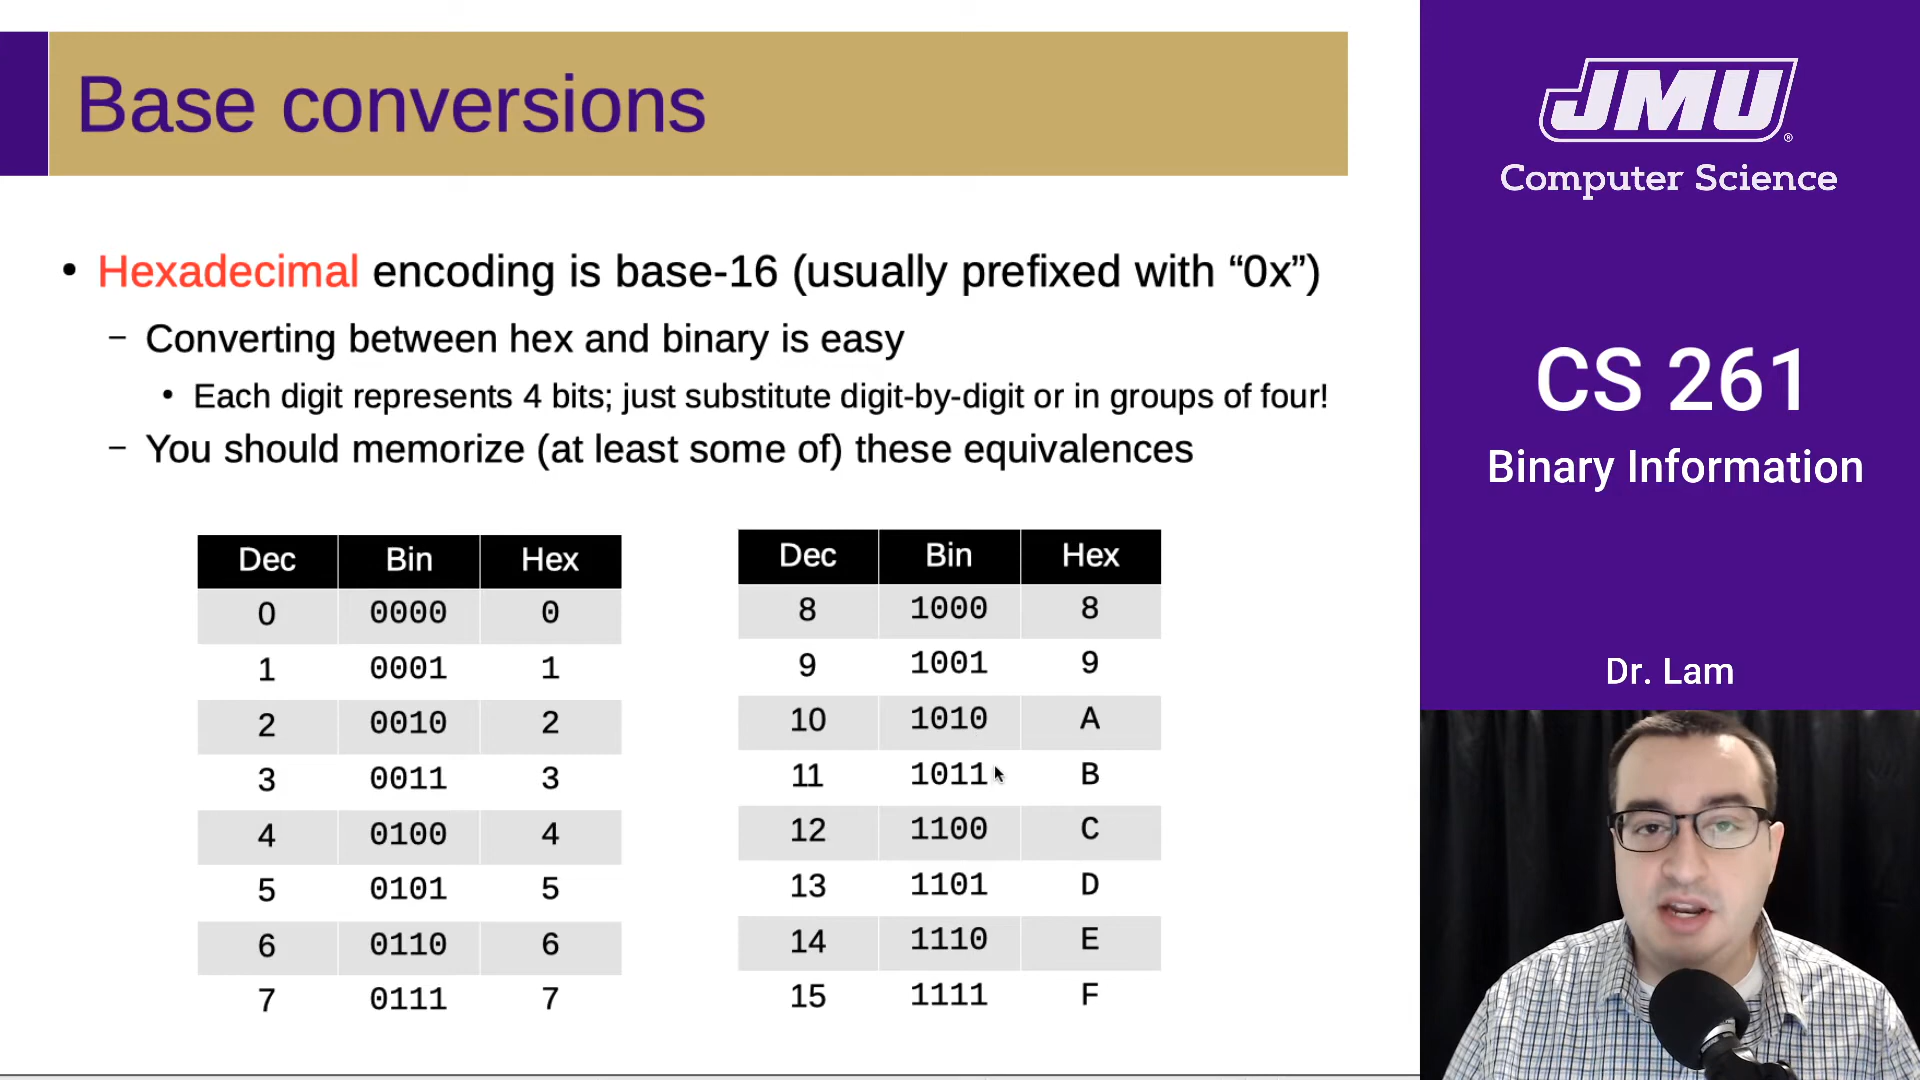 Base conversions
• Hexadecimal encoding is base-16 (usually prefixed with “0x”)
– Converting between hex and binary is easy
• Each digit represents 4 bits; just substitute digit-by-digit or in groups of four!
– You should memorize (at least some of) these equivalences
Dec Bin Hex
0 0000 0
1 0001 1
2 0010 2
3 0011 3
4 0100 4
5 0101 5
6 0110 6
7 0111 7
Dec Bin Hex
8 1000 8
9 1001 9
10 1010 A
11 1011 B
12 1100 C
13 1101 D
14 1110 E
15 1111 F
JMU®
Computer Science
CS 261
Binary Information
Dr. Lam